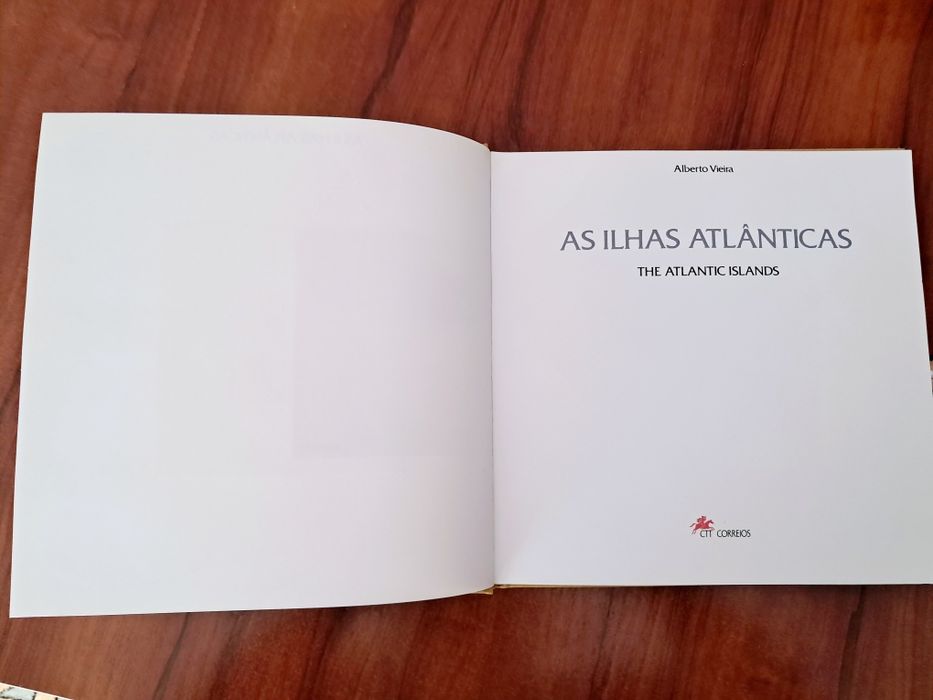 Alberto Vieira
AS ILHAS ATLÂNTICAS
THE ATLANTIC ISLANDS
CTT CORREIOS